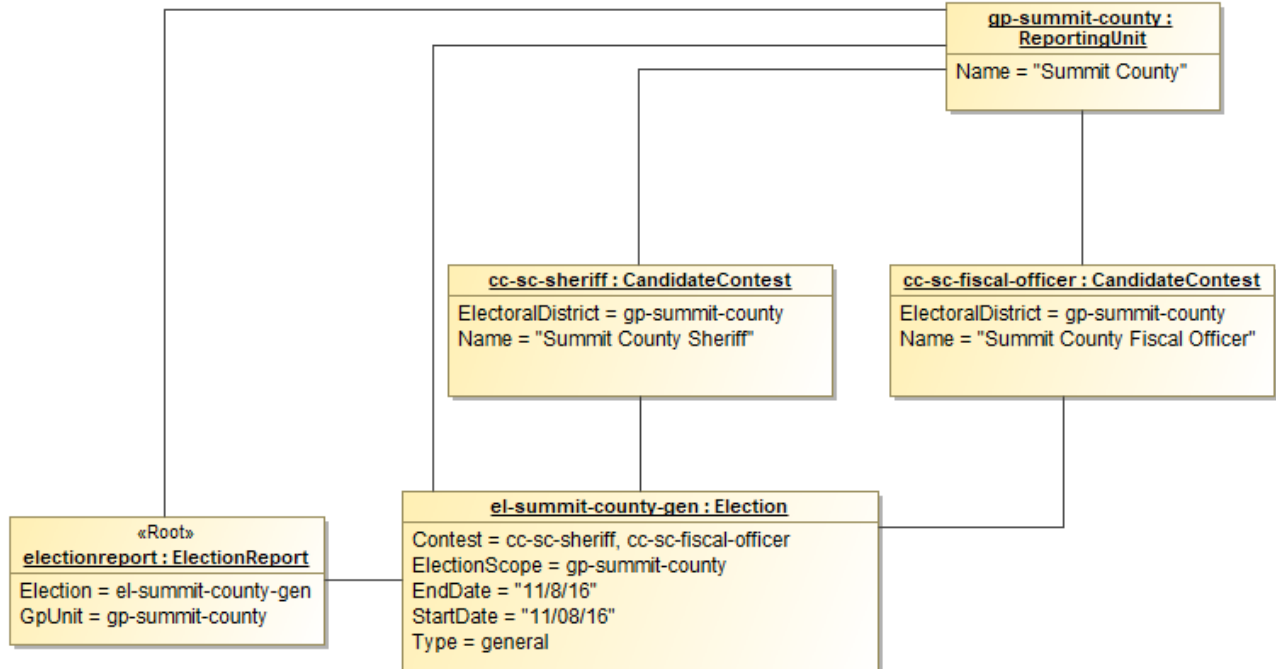 gp-summit-county :
ReportingUnit
Name = "Summit County"
cc-sc-sheriff : CandidateContest
ElectoralDistrict = gp-summit-county
Name = "Summit County Sheriff"
cc-sc-fiscal-officer : CandidateContest
ElectoralDistrict = gp-summit-county
Name = "Summit County Fiscal Officer"
«Root»
electionreport : ElectionReport
Election = el-summit-county-gen
GpUnit = gp-summit-county
el-summit-county-gen : Election
Contest = cc-sc-sheriff, cc-sc-fiscal-officer
ElectionScope = gp-summit-county
EndDate = "11/8/16"
StartDate = "11/08/16"
Type = general